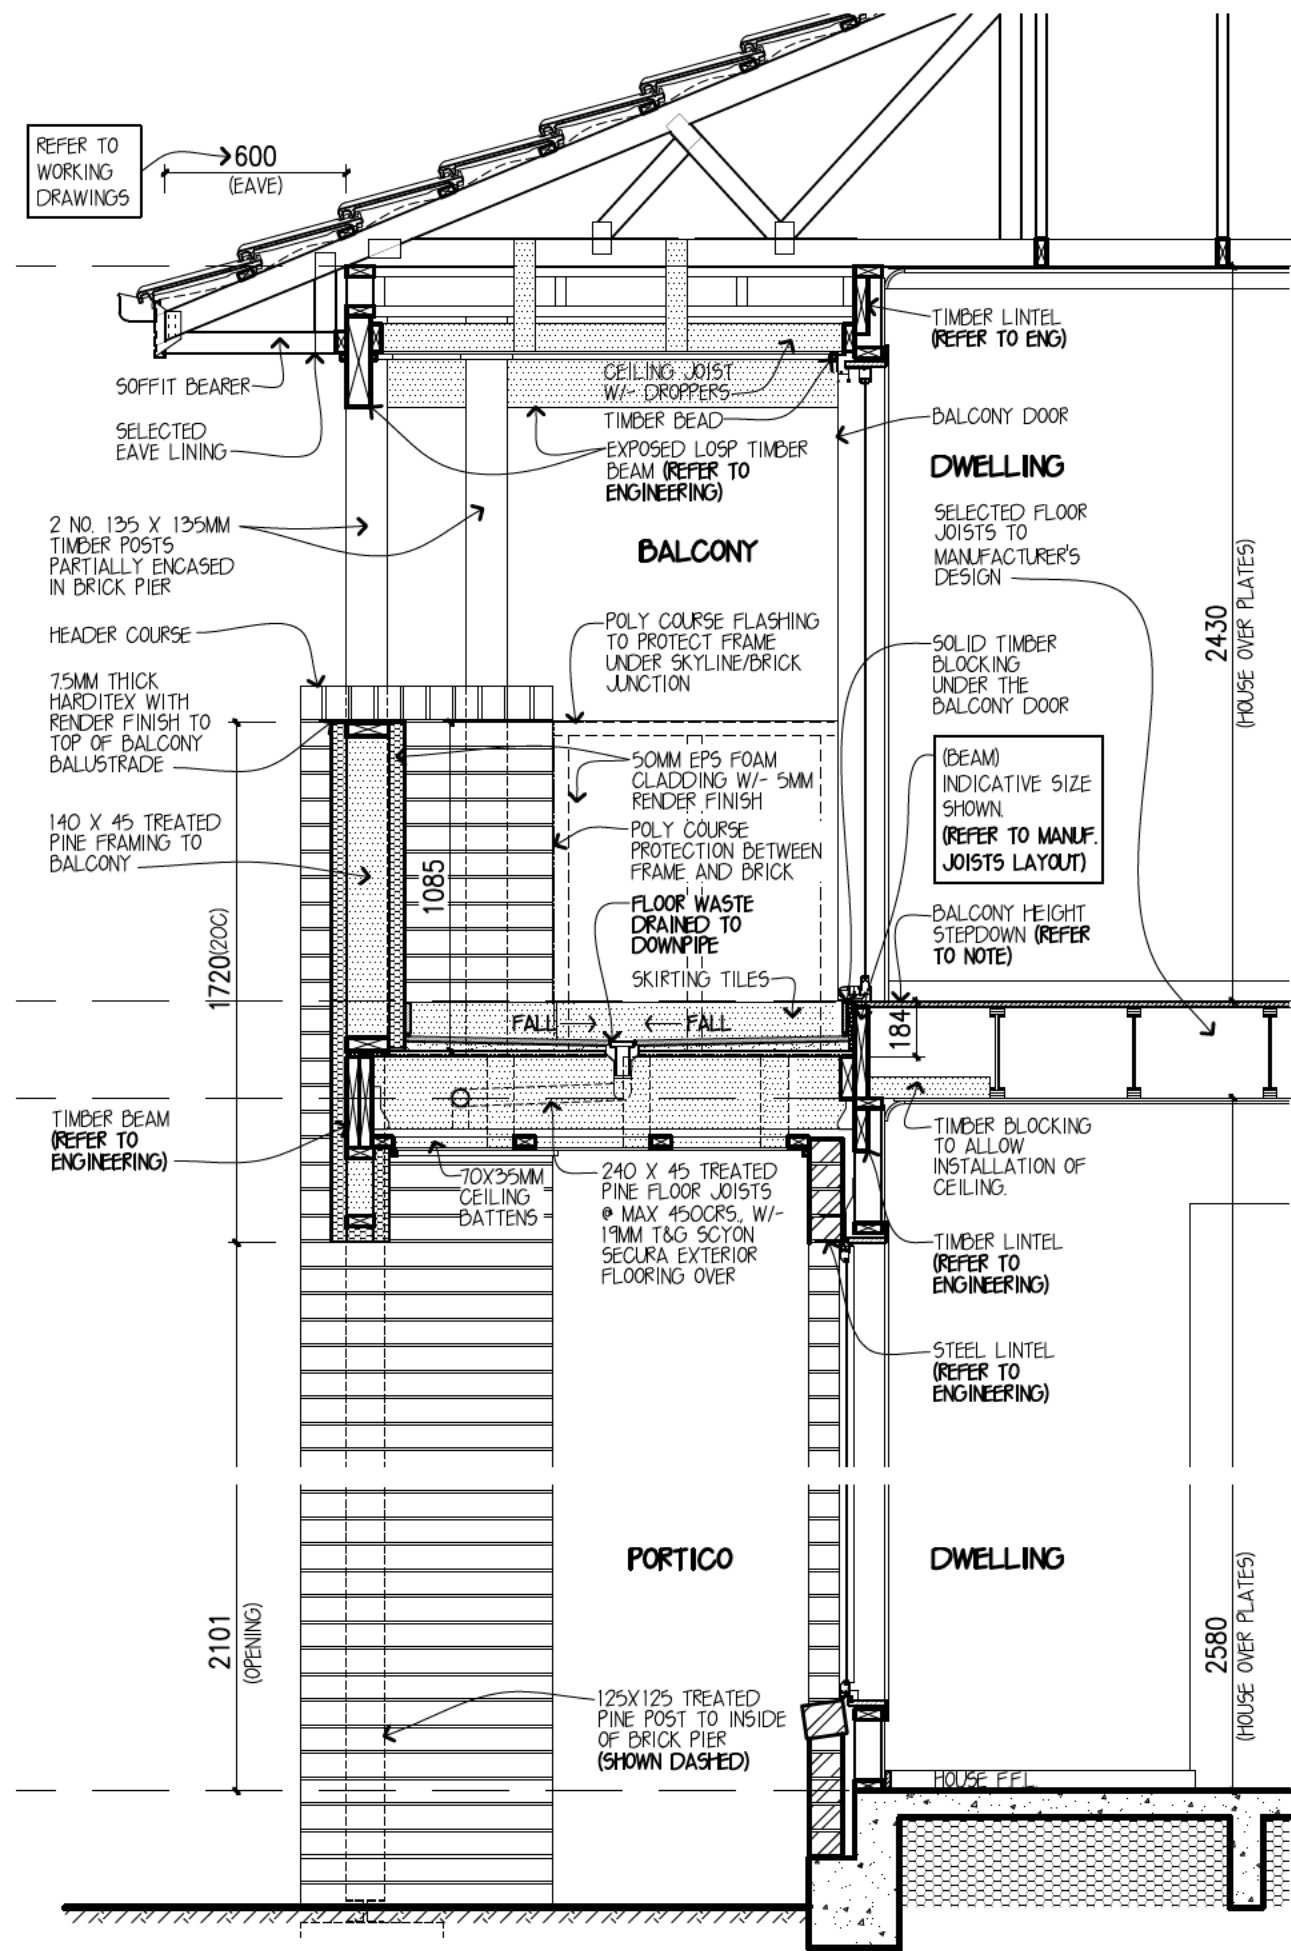 REFER TO
WORKING
DRAWINGS
600
(EAVE)
SOFFIT BEARER
SELECTED
EAVE LINING
CEILING JOIST
W/- DROPPERS
TIMBER BEAD
EXPOSED LOSP TIMBER
BEAM (REFER TO
ENGINEERING)
TIMBER LINTEL
(REFER TO ENG)
BALCONY DOOR
DWELLING
SELECTED FLOOR
JOISTS TO
MANUFACTURER'S
DESIGN
2430
(HOUSE OVER PLATES)
2 NO. 135 X 135MM
TIMBER POSTS
PARTIALLY ENCASED
IN BRICK PIER
BALCONY
HEADER COURSE
7.5MM THICK
HARDITEX WITH
RENDER FINISH TO
TOP OF BALCONY
BALUSTRADE
140 X 45 TREATED
PINE FRAMING TO
BALCONY
POLY COURSE FLASHING
TO PROTECT FRAME
UNDER SKYLINE/BRICK
JUNCTION
SOLID TIMBER
BLOCKING
UNDER THE
BALCONY DOOR
50MM EPS FOAM
CLADDING W/- 5MM
RENDER FINISH
POLY COURSE
PROTECTION BETWEEN
FRAME AND BRICK
FLOOR WASTE
DRAINED TO
DOWNPIPE
SKIRTING TILES
(BEAM)
INDICATIVE SIZE
SHOWN.
(REFER TO MANUF.
JOISTS LAYOUT)
BALCONY HEIGHT
STEPDOWN (REFER
TO NOTE)
1720(20C)
1085
FALL
FALL
184
TIMBER BEAM
(REFER TO
ENGINEERING)
70X35MM
CEILING
BATTENS
240 X 45 TREATED
PINE FLOOR JOISTS
@ MAX 450CRS., W/-
19MM T&G SCYON
SECURA EXTERIOR
FLOORING OVER
TIMBER BLOCKING
TO ALLOW
INSTALLATION OF
CEILING.
TIMBER LINTEL
(REFER TO
ENGINEERING)
STEEL LINTEL
(REFER TO
ENGINEERING)
PORTICO
DWELLING
2101
(OPENING)
2580
(HOUSE OVER PLATES)
125X125 TREATED
PINE POST TO INSIDE
OF BRICK PIER
(SHOWN DASHED)
HOUSE FFL